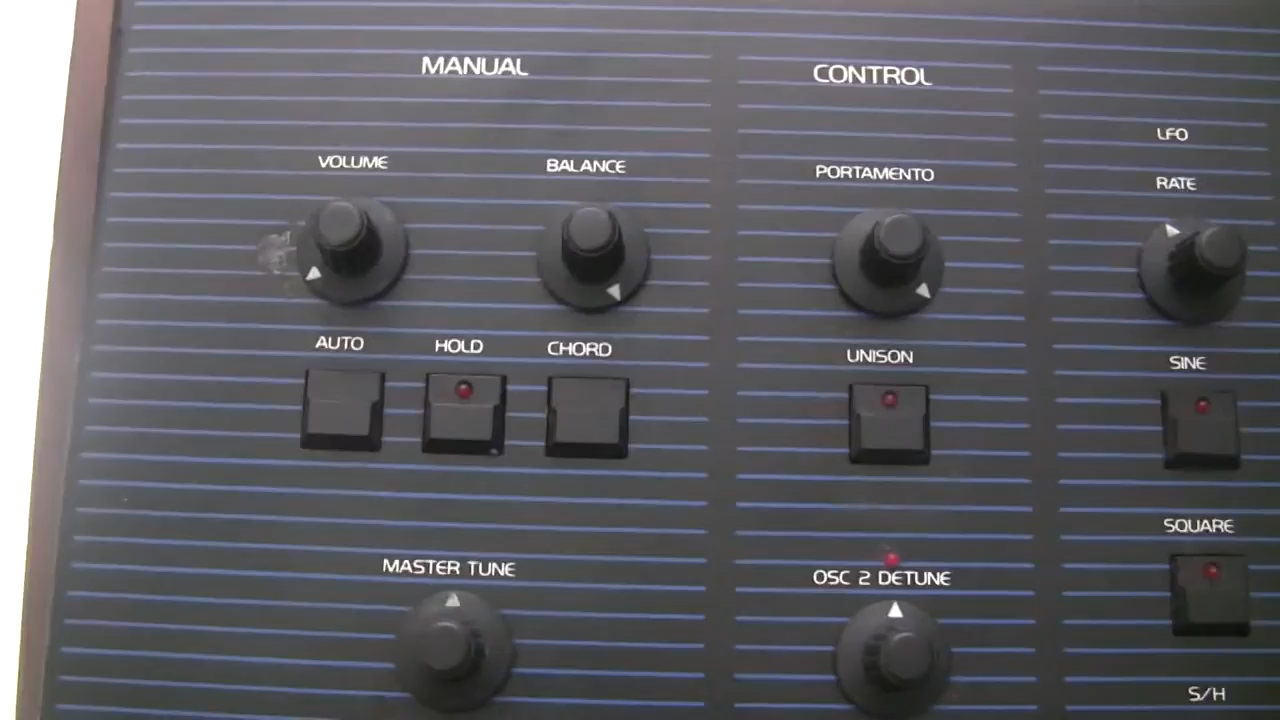 MANUAL
CONTROL
LFO
VOLUME
BALANCE
PORTAMENTO
RATE
AUTO
HOLD
CHORD
UNISON
SINE
SQUARE
MASTER TUNE
OSC 2 DETUNE
S/H